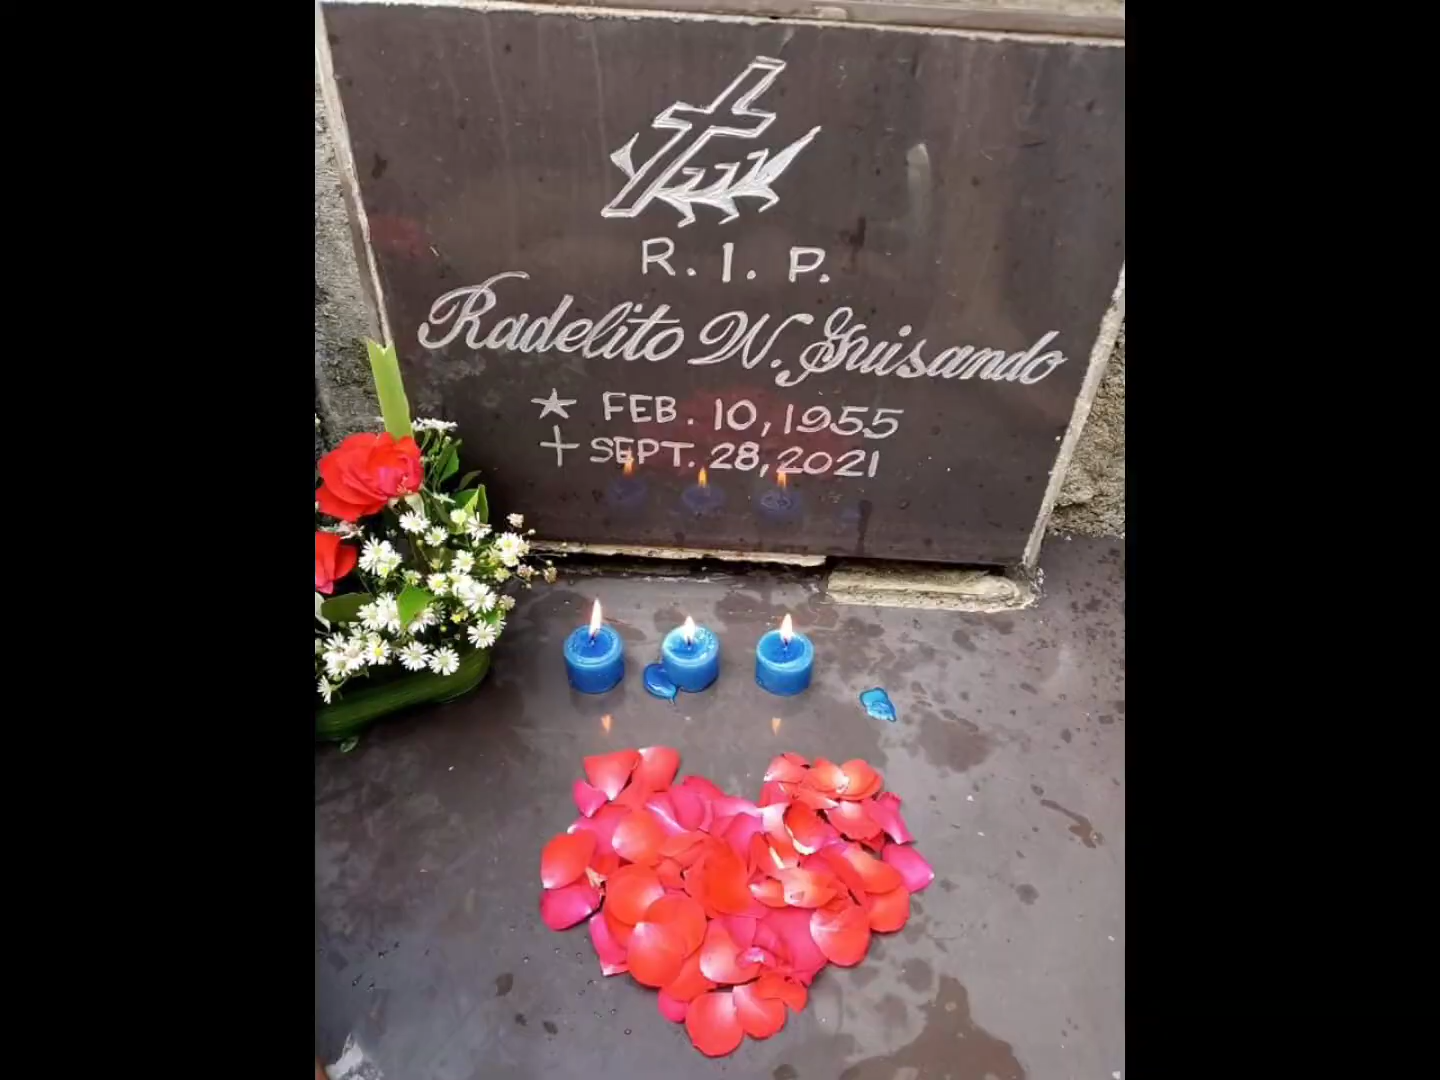 R. I. P.
Radelito W. Guisando
FEB. 10, 1955
SEPT. 28, 2021